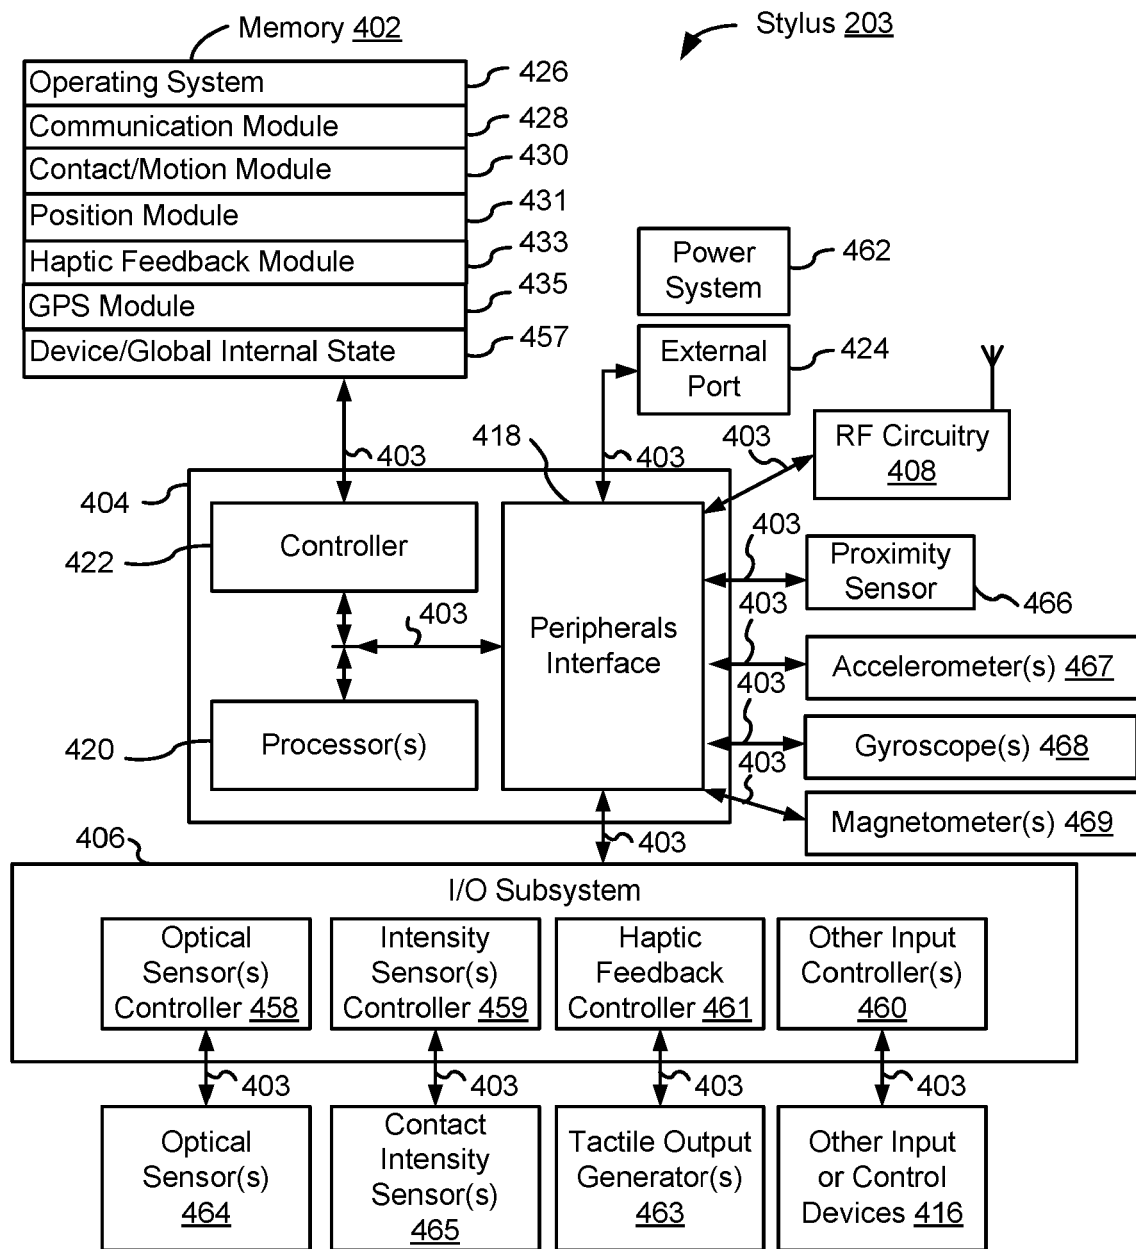 Memory 402
Stylus 203
Operating System
426
Communication Module
428
Contact/Motion Module
430
Position Module
431
Haptic Feedback Module
433
GPS Module
435
Device/Global Internal State
457
Power
System
462
External
Port
424
RF Circuitry
408
403
418
403
403
404
Controller
422
403
Proximity
Sensor
466
403
Peripherals
Interface
403
Accelerometer(s) 467
403
Processor(s)
420
Gyroscope(s) 468
403
Magnetometer(s) 469
406
403
I/O Subsystem
Optical
Sensor(s)
Controller 458
Intensity
Sensor(s)
Controller 459
Haptic
Feedback
Controller 461
Other Input
Controller(s)
460
403
403
403
403
Optical
Sensor(s)
464
Contact
Intensity
Sensor(s)
465
Tactile Output
Generator(s)
463
Other Input
or Control
Devices 416